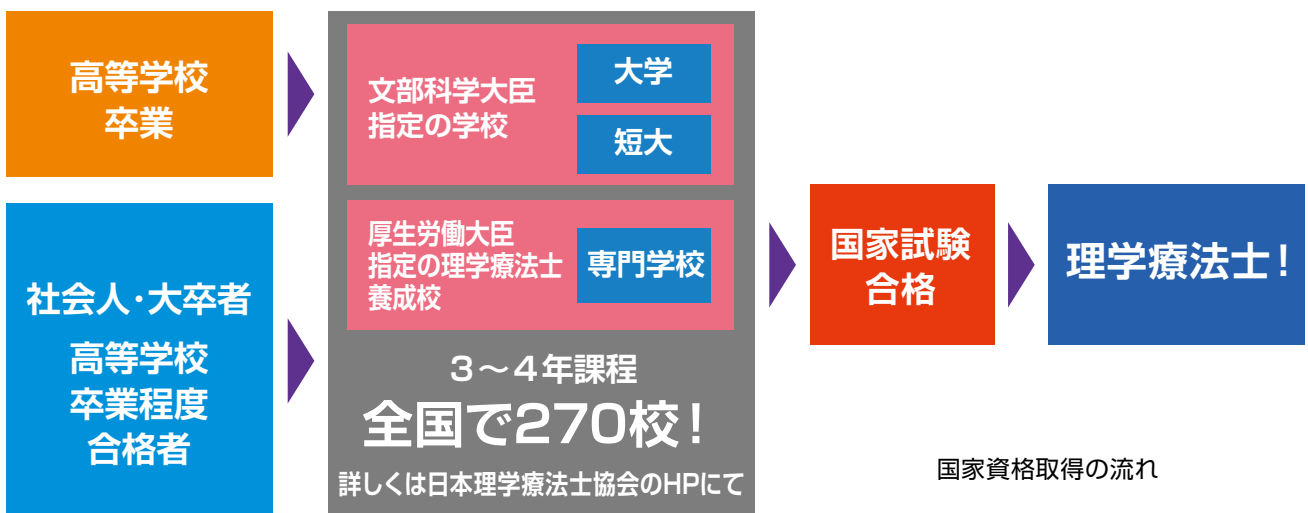 高等学校
卒業
社会人・大卒者
高等学校
卒業程度
合格者
文部科学大臣
指定の学校
大学
短大
厚生労働大臣
指定の理学療法士
養成校
専門学校
3～4年課程
全国で270校！
詳しくは日本理学療法士協会のHPにて
国家試験
合格
理学療法士！
国家資格取得の流れ